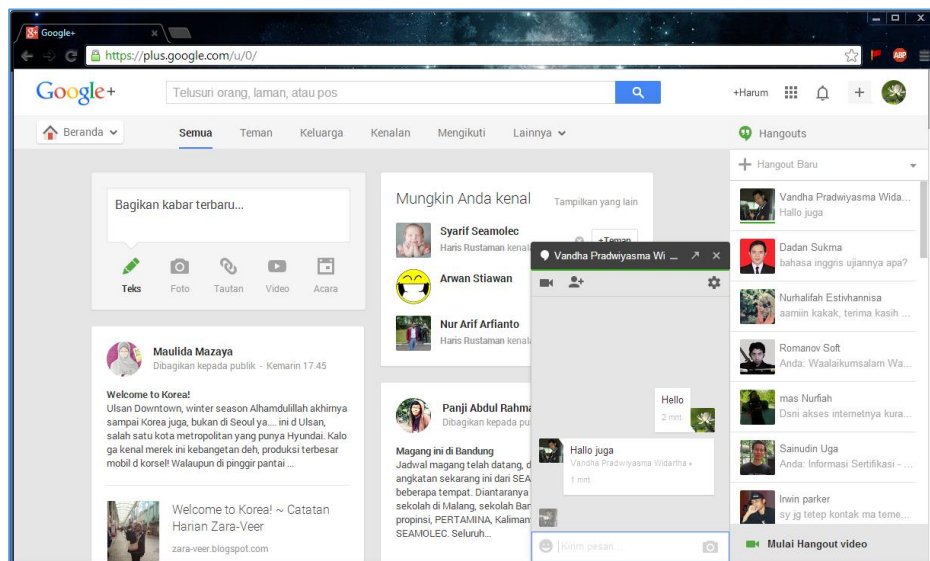 Google+
https://plus.google.com/u/0/
ABP
Google+
Telusuri orang, laman, atau pos
+Harum
Beranda
Semua
Teman
Keluarga
Kenalan
Mengikuti
Lainnya
Hangouts
Bagikan kabar terbaru...
Teks
Foto
Tautan
Video
Acara
Maulida Mazaya
Dibagikan kepada publik - Kemarin 17.45
Welcome to Korea!
Ulsan Downtown, winter season Alhamdulillah akhirnya
sampai Korea juga, bukan di Seoul ya.... ini d Ulsan,
salah satu kota metropolitan yang punya Hyundai. Kalo
ga kenal merek ini kebangetan deh, produksi terbesar
mobil d korsel! Walaupun di pinggir pantai ...
Welcome to Korea! ~ Catatan
Harian Zara-Veer
zara-veer.blogspot.com
Mungkin Anda kenal
Tampilkan yang lain
Syarif Seamolec
Haris Rustaman kenal
+Teman
Arwan Stiawan
Nur Arif Arfianto
Haris Rustaman kenal
Panji Abdul Rahma
Dibagikan kepada pu
Magang ini di Bandung
Jadwal magang telah datang, d
angkatan sekarang ini dari SEA
beberapa tempat. Diantaranya
sekolah di Malang, sekolah Bar
propinsi, PERTAMINA, Kaliman
SEAMOLEC. Seluruh...
Vandha Pradwiyasma Wi
Hello
2 mnt
Hallo juga
Vandha Pradwiyasma Widartha •
1 mnt
Kirim pesan...
Hangout Baru
Vandha Pradwiyasma Wida...
Hallo juga
Dadan Sukma
bahasa inggris ujiannya apa?
Nurhalifah Estivhannisa
aamiin kakak, terima kasih ...
Romanov Soft
Anda: Waalaikumsalam Wa...
mas Nurfiah
Dsni akses internetnya kura...
Sainudin Uga
Anda: Informasi Sertifikasi - ...
Irwin parker
sy jg tetep kontak ma teme...
Mulai Hangout video